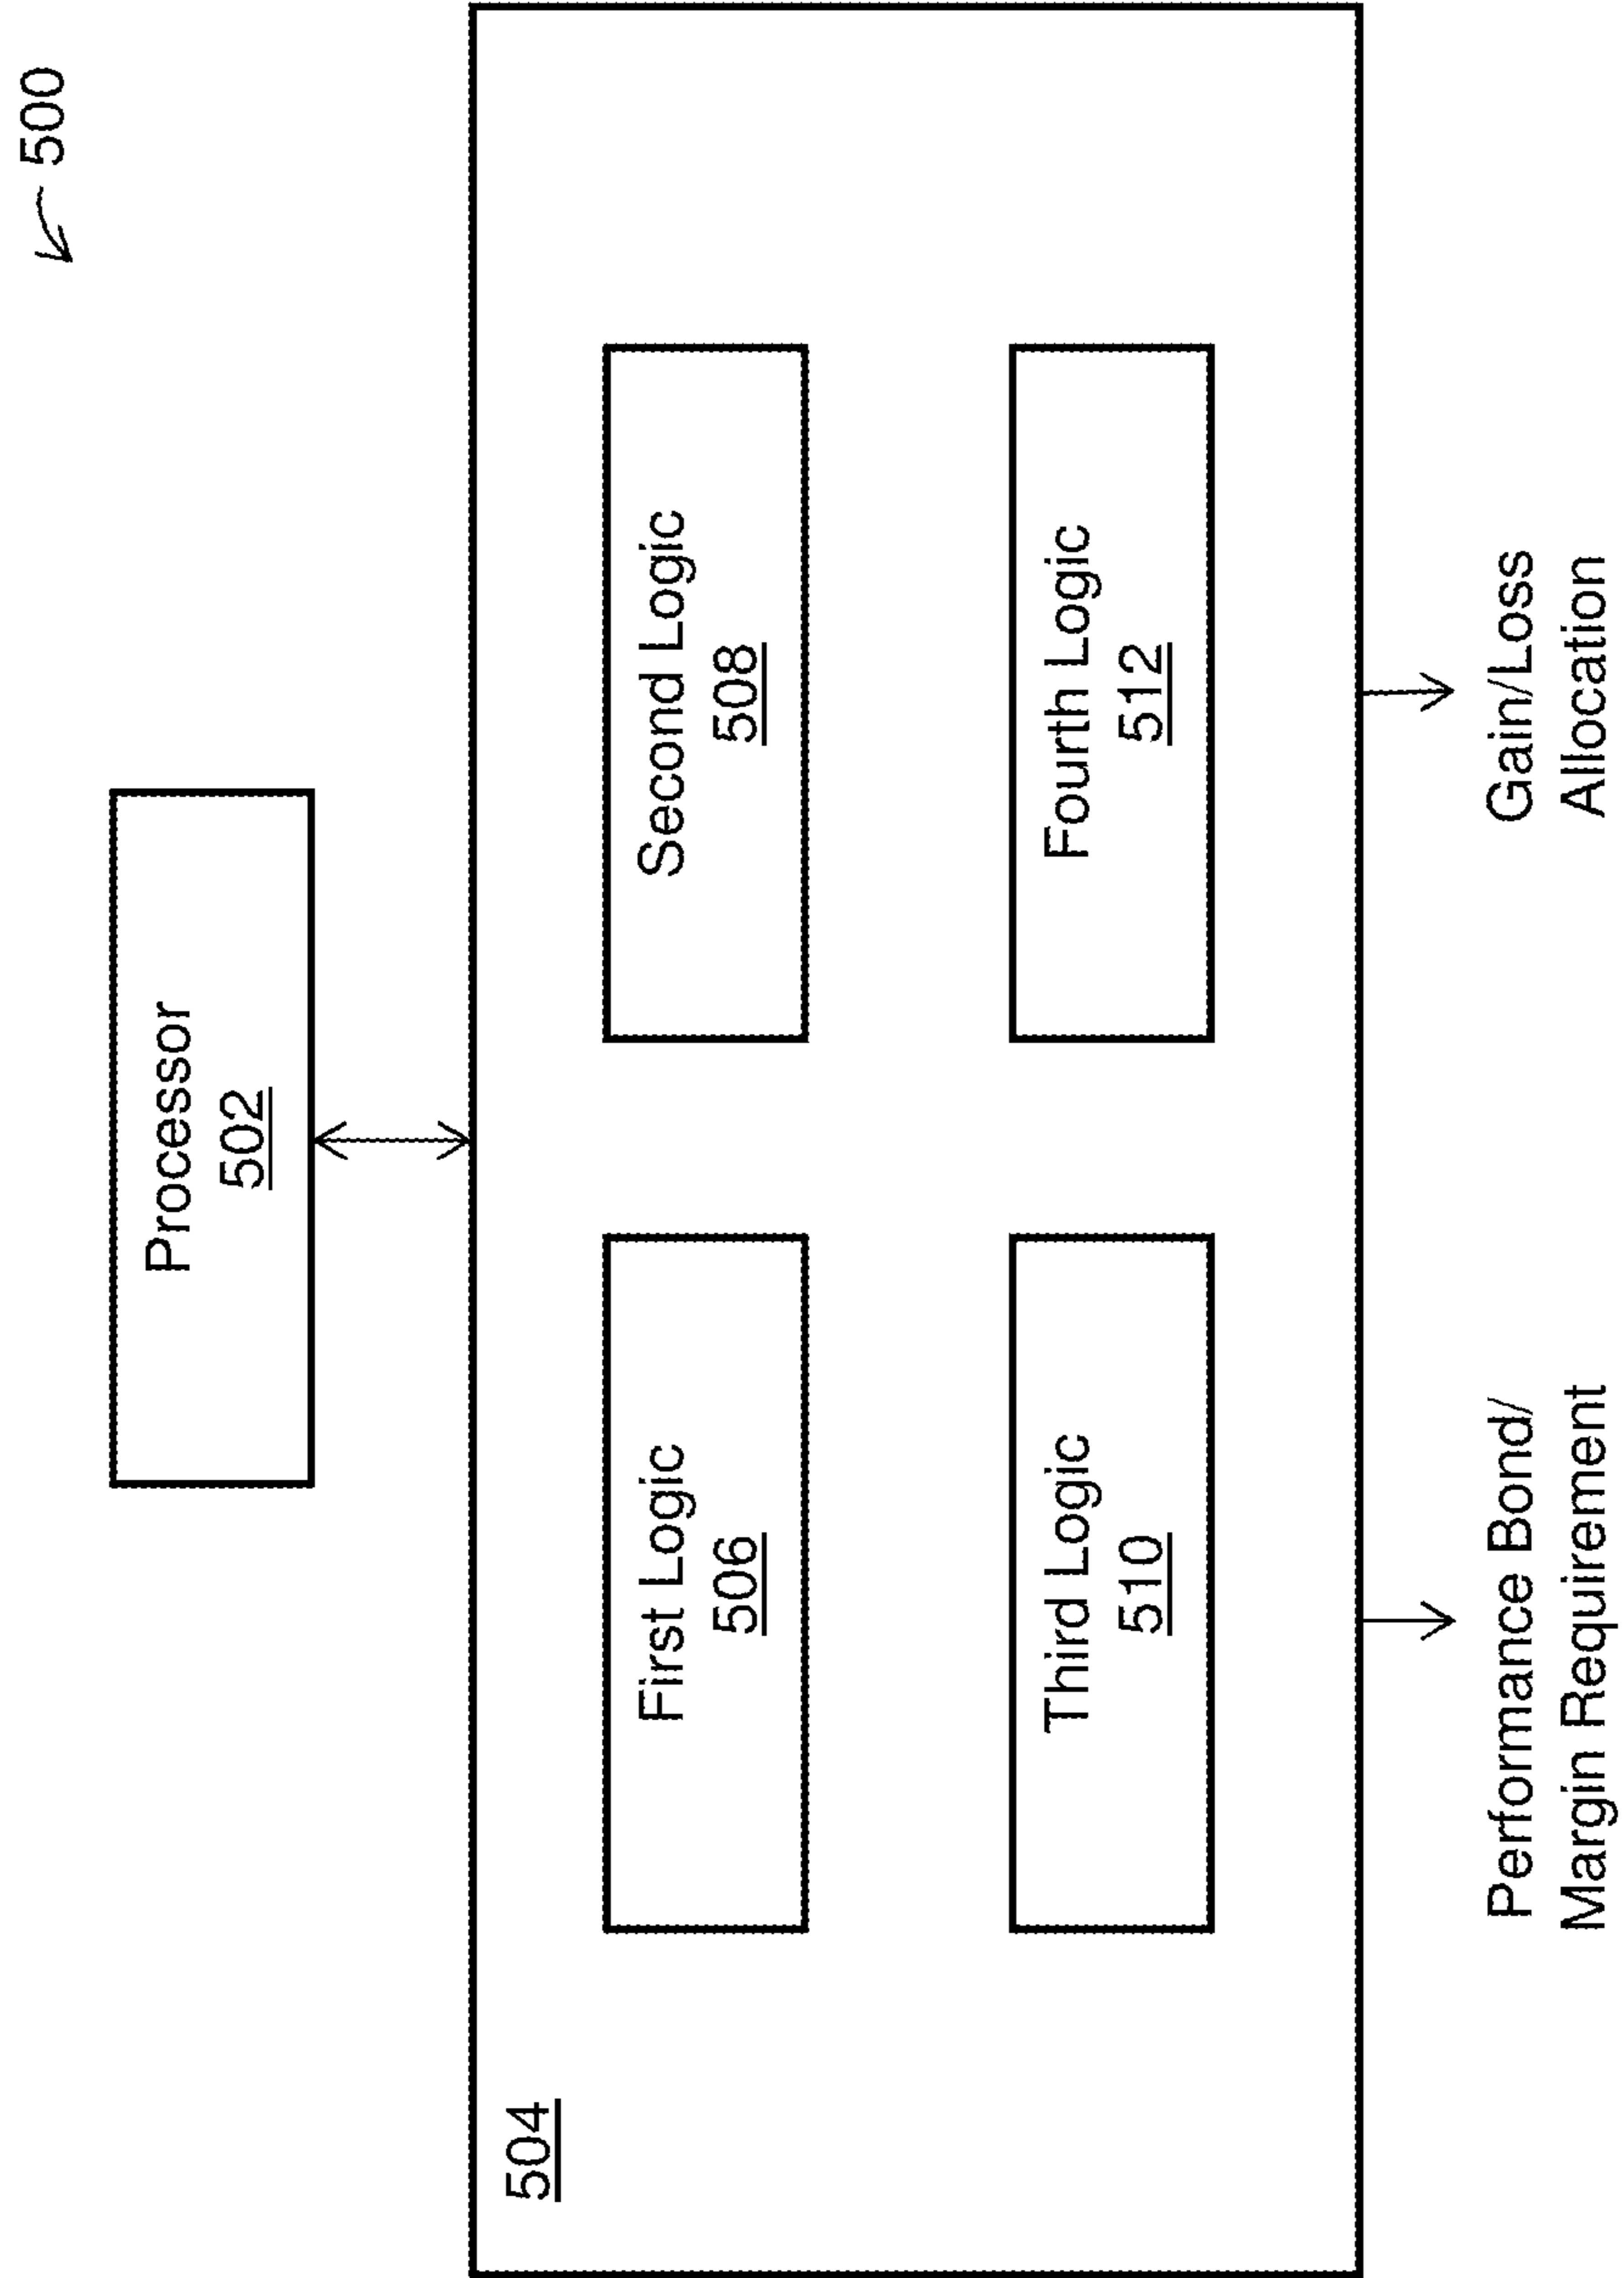 500
Processor
502
504
First Logic
506
Second Logic
508
Third Logic
510
Fourth Logic
512
Performance Bond/
Margin Requirement
Gain/Loss
Allocation